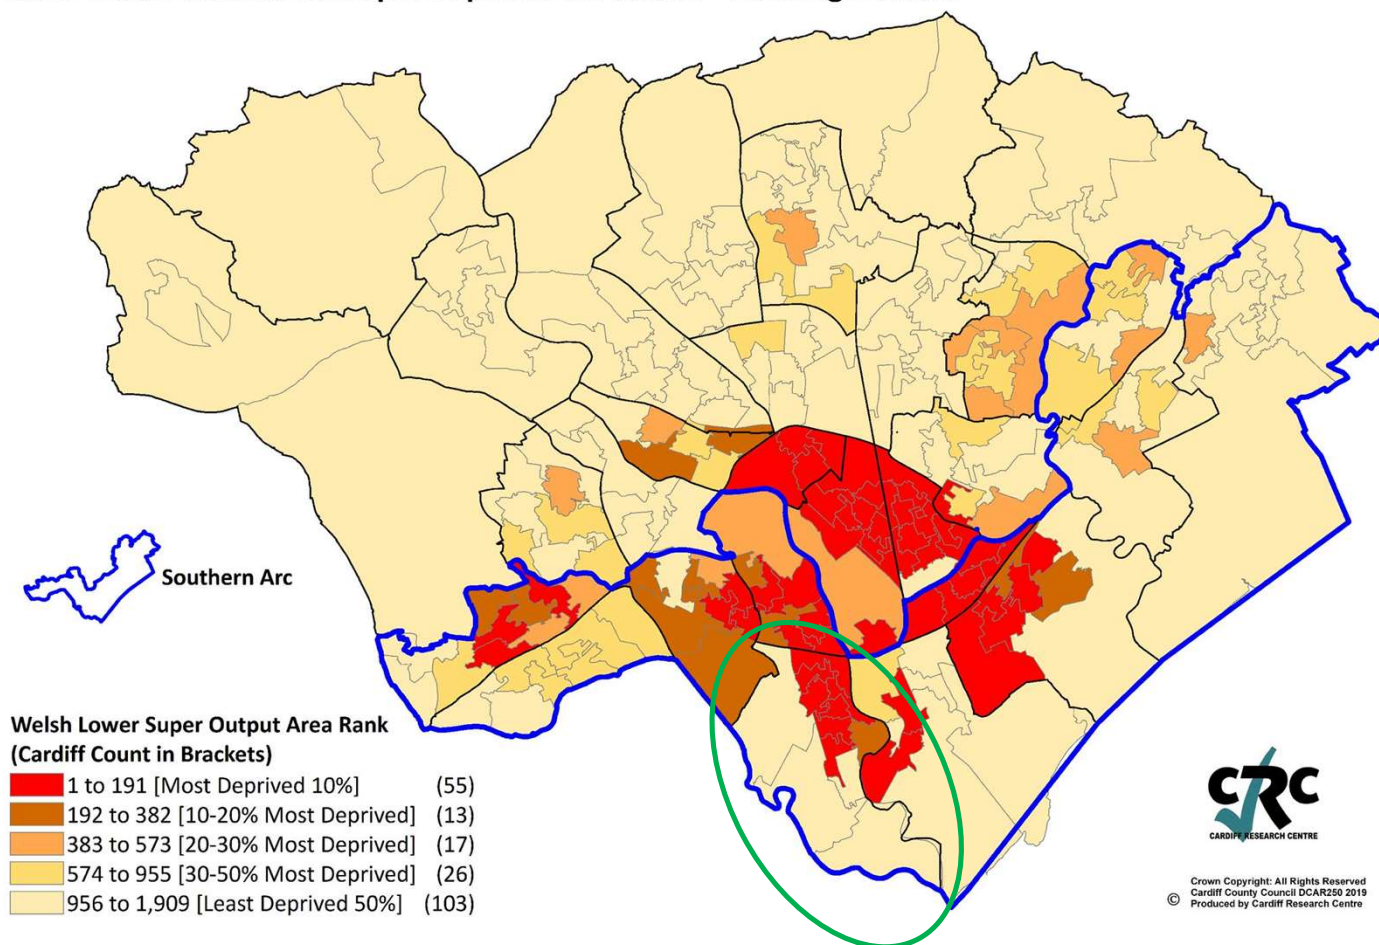 Southern Arc
Welsh Lower Super Output Area Rank
(Cardiff Count in Brackets)
1 to 191 [Most Deprived 10%] (55)
192 to 382 [10-20% Most Deprived] (13)
383 to 573 [20-30% Most Deprived] (17)
574 to 955 [30-50% Most Deprived] (26)
956 to 1,909 [Least Deprived 50%] (103)
CRC
CARDIFF RESEARCH CENTRE
Crown Copyright: All Rights Reserved
Cardiff County Council DCAR250 2019
© Produced by Cardiff Research Centre